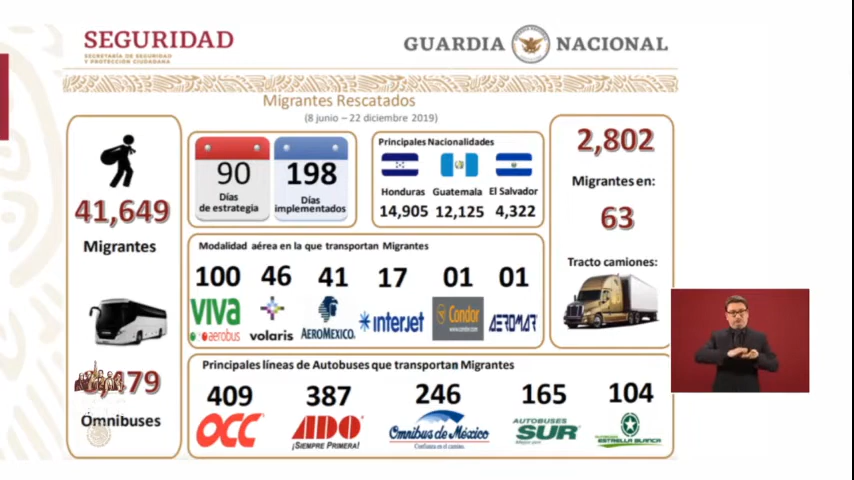 SEGURIDAD
SECRETARÍA DE SEGURIDAD
Y PROTECCIÓN CIUDADANA
GUARDIA NACIONAL
Migrantes Rescatados
(8 junio – 22 diciembre 2019)
41,649
Migrantes
Ómnibuses
90
Días
de estrategia
198
Días
implementados
Principales Nacionalidades
Honduras Guatemala El Salvador
14,905 12,125 4,322
Modalidad aérea en la que transportan Migrantes
100 46 41 17 01 01
VIVA
aerobus
volaris
AEROMEXICO.
interjet
Condor
www.condor.com
AEROMAR
Principales líneas de Autobuses que transportan Migrantes
409 387 246 165 104
OCC
ADO
¡SIEMPRE PRIMERA!
Omnibus de México
Confianza en el camino.
AUTOBUSES
SUR
ESTRELLA BLANCA
2,802
Migrantes en:
63
Tracto camiones: